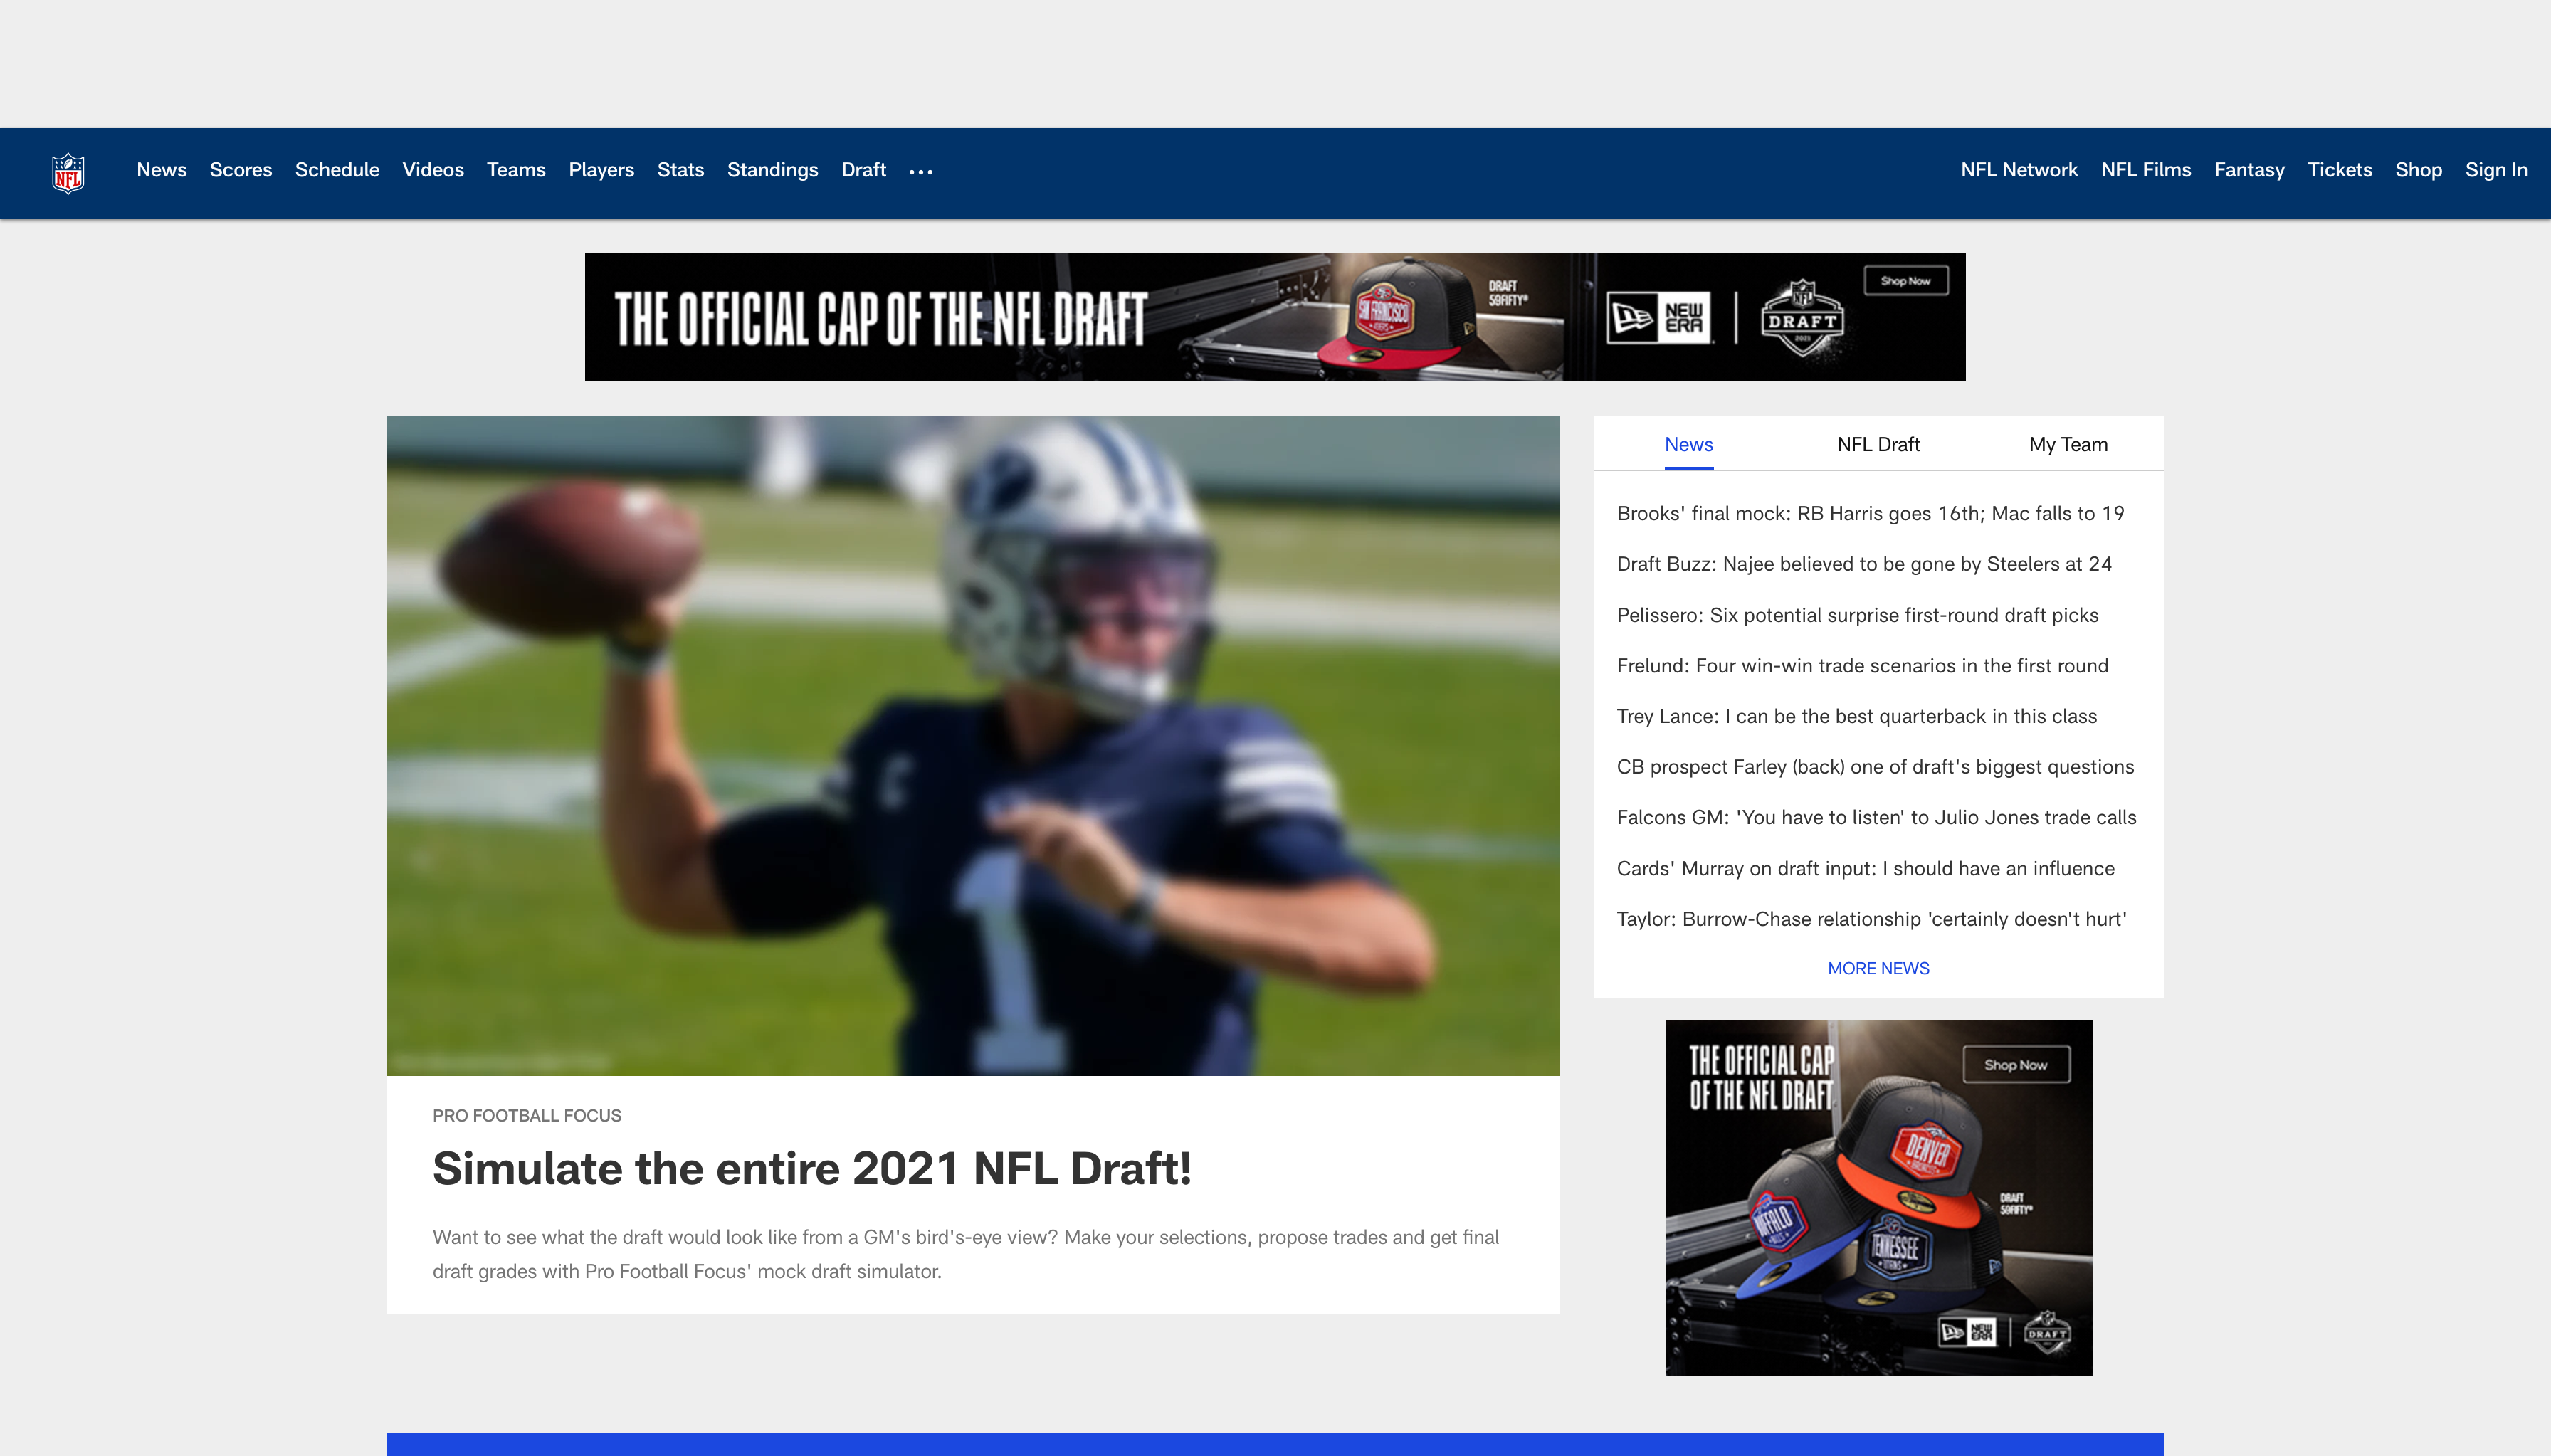 NFL
News Scores Schedule Videos Teams Players Stats Standings Draft ...
NFL Network NFL Films Fantasy Tickets Shop Sign In
THE OFFICIAL CAP OF THE NFL DRAFT
SAN FRANCISCO
49ERS
DRAFT
59FIFTY®
NEW
ERA
NFL
DRAFT
2021
Shop Now
1
PRO FOOTBALL FOCUS
Simulate the entire 2021 NFL Draft!
Want to see what the draft would look like from a GM's bird's-eye view? Make your selections, propose trades and get final
draft grades with Pro Football Focus' mock draft simulator.
News NFL Draft My Team
Brooks' final mock: RB Harris goes 16th; Mac falls to 19
Draft Buzz: Najee believed to be gone by Steelers at 24
Pelissero: Six potential surprise first-round draft picks
Frelund: Four win-win trade scenarios in the first round
Trey Lance: I can be the best quarterback in this class
CB prospect Farley (back) one of draft's biggest questions
Falcons GM: 'You have to listen' to Julio Jones trade calls
Cards' Murray on draft input: I should have an influence
Taylor: Burrow-Chase relationship 'certainly doesn't hurt'
MORE NEWS
THE OFFICIAL CAP
OF THE NFL DRAFT
Shop Now
DENVER
BRONCOS
BUFFALO
BILLS
TENNESSEE
TITANS
DRAFT
59FIFTY®
NEW
ERA
DRAFT